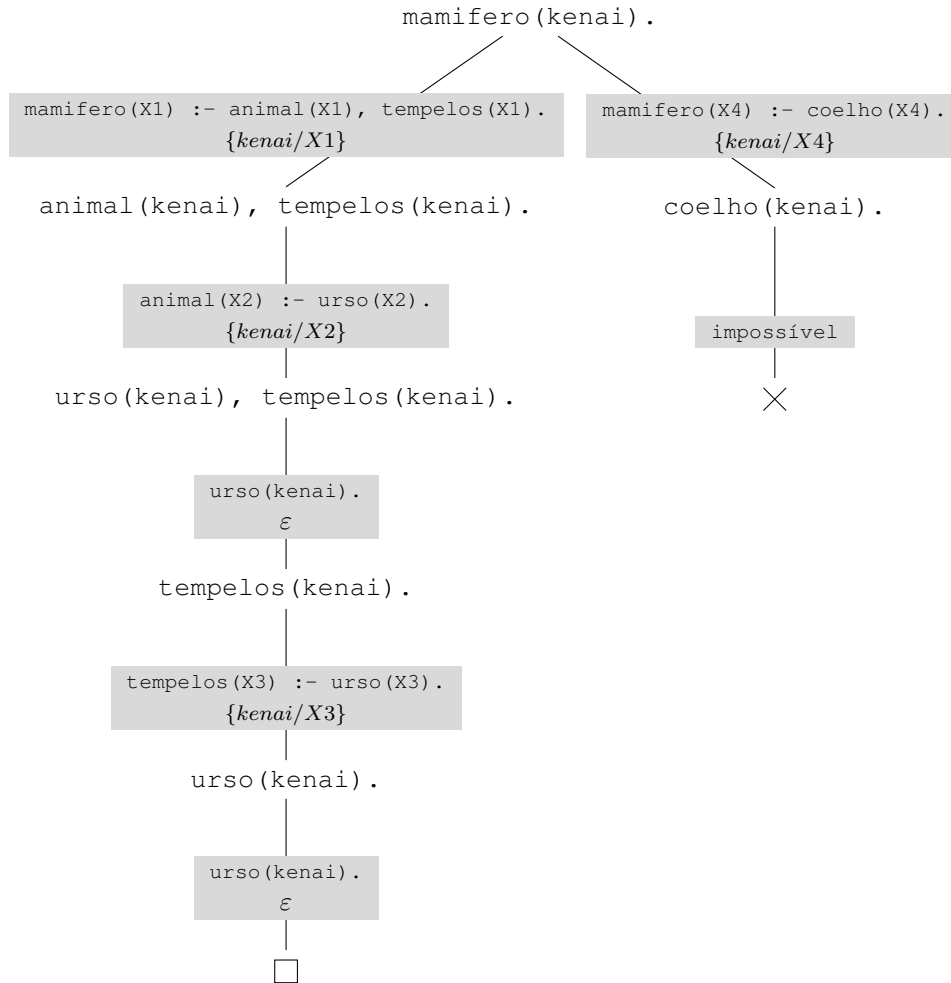 mamifero(kenai).
mamifero(X1) :- animal(X1), tempelos(X1).
{kenai/X1}
mamifero(X4) :- coelho(X4).
{kenai/X4}
animal(kenai), tempelos(kenai).
coelho(kenai).
animal(X2) :- urso(X2).
{kenai/X2}
impossível
urso(kenai), tempelos(kenai).
urso(kenai).
ε
tempelos(kenai).
tempelos(X3) :- urso(X3).
{kenai/X3}
urso(kenai).
urso(kenai).
ε